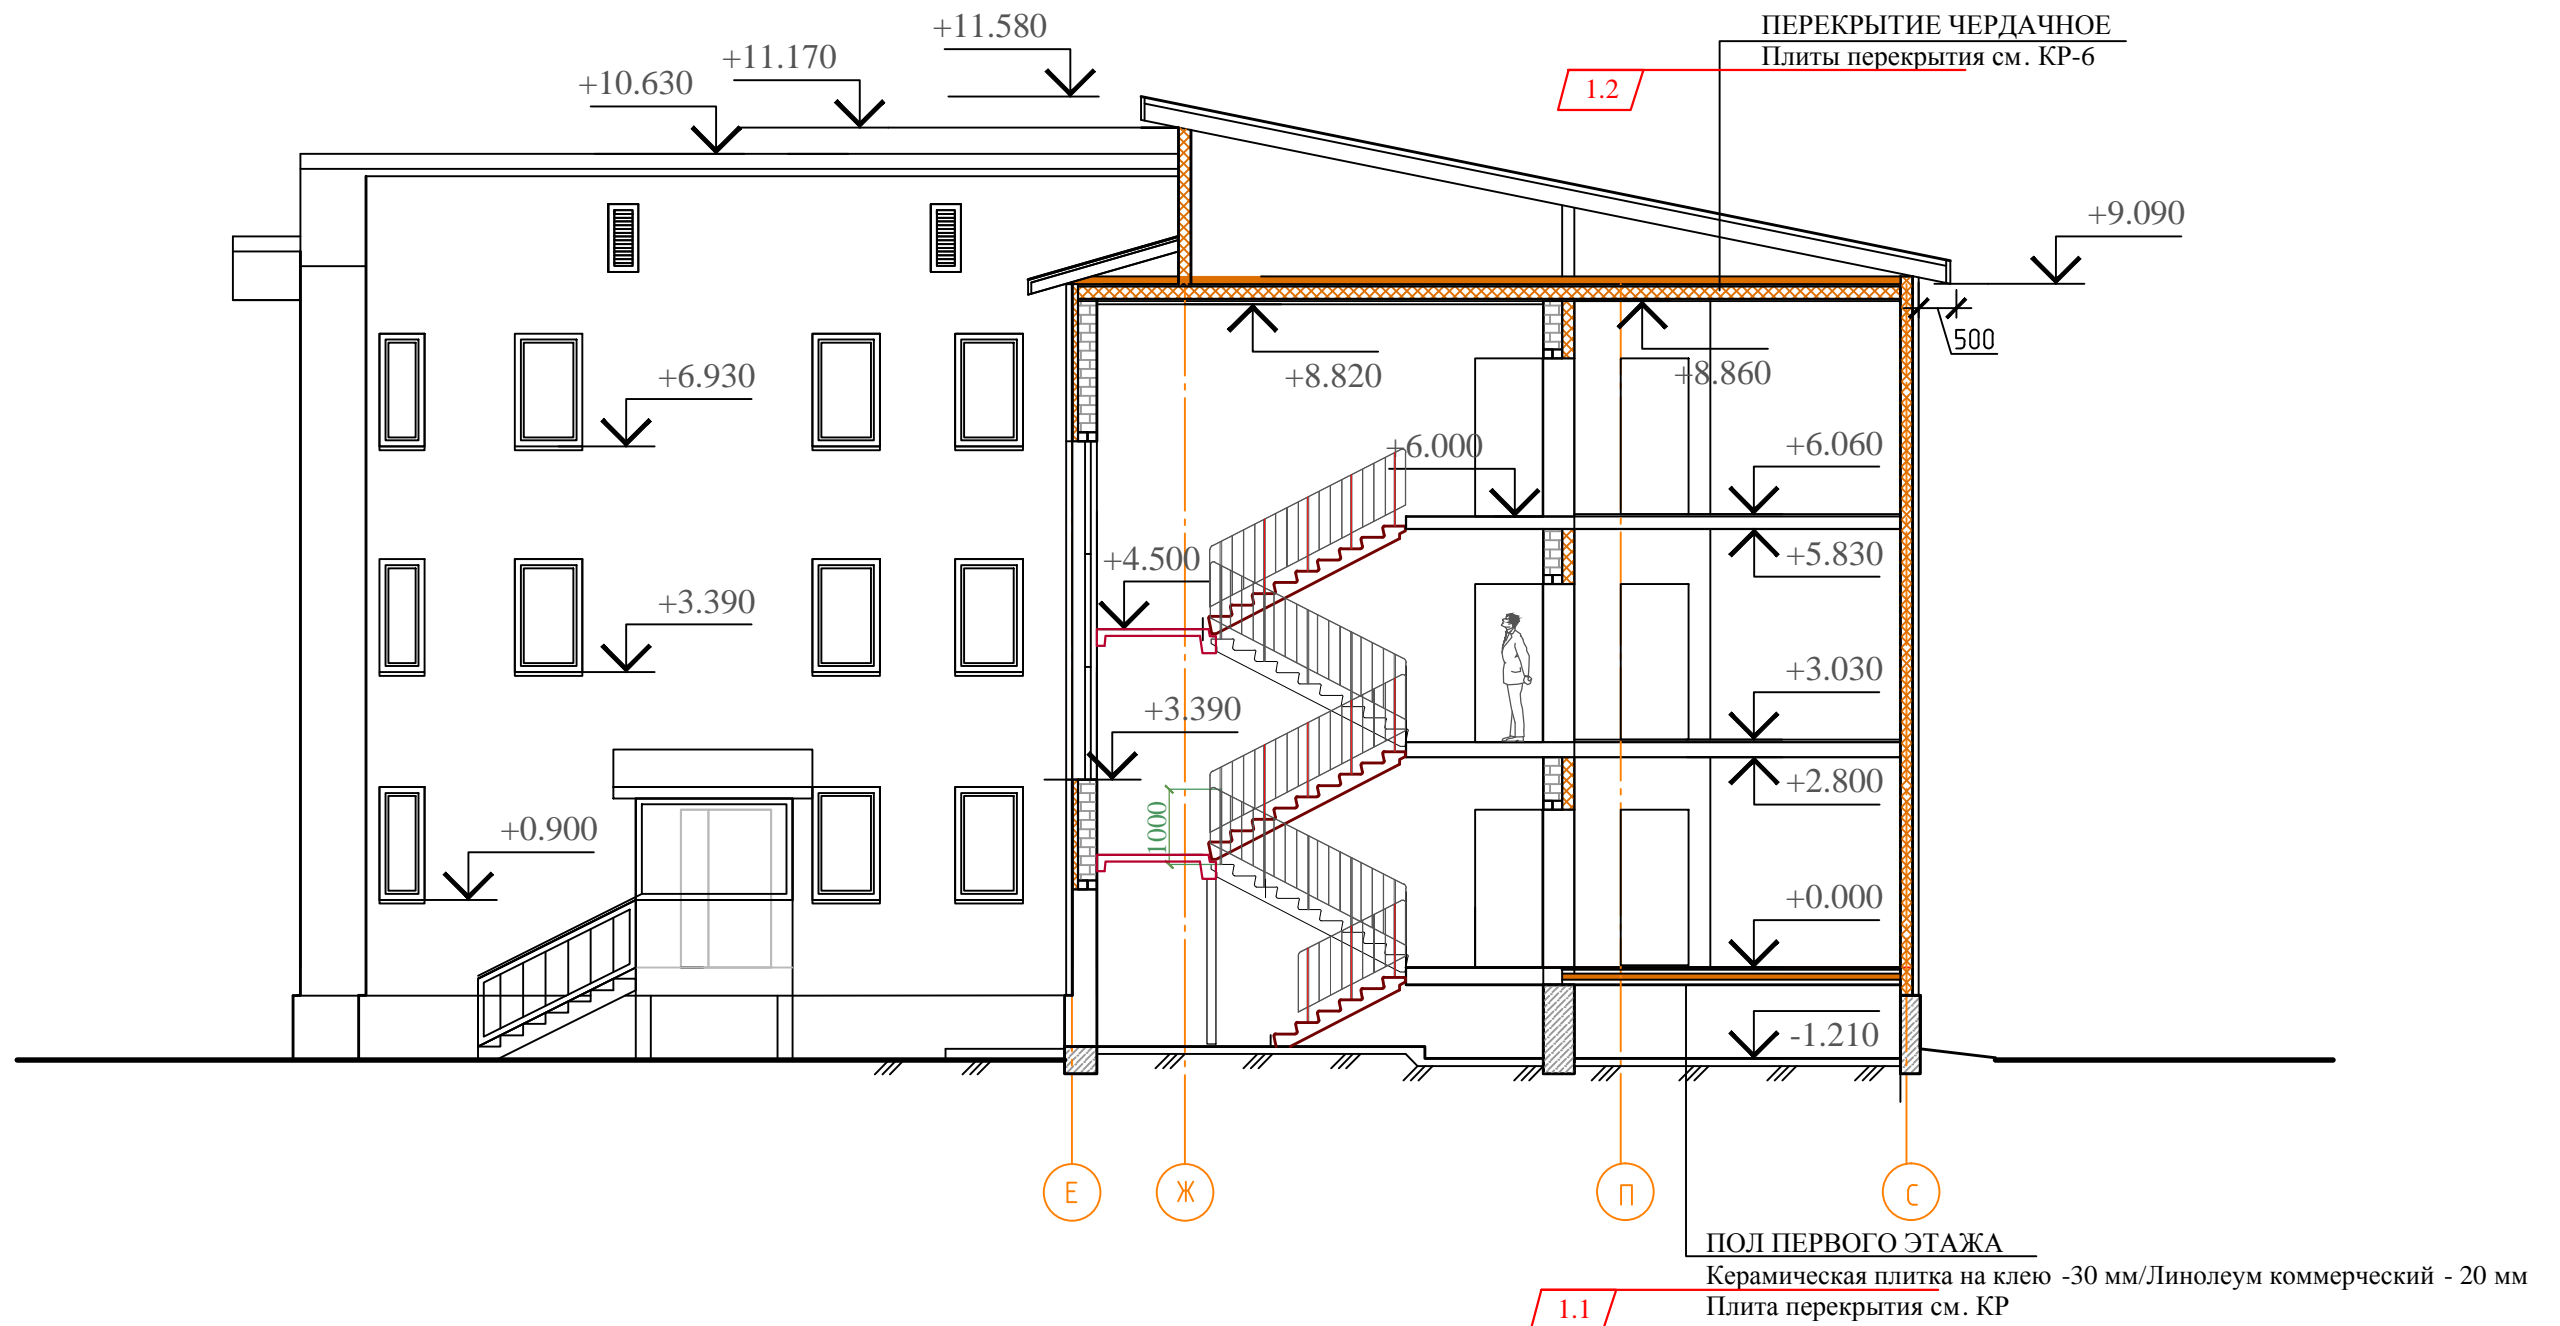 +11.580
ПЕРЕКРЫТИЕ ЧЕРДАЧНОЕ
+11.170
Плиты перекрытия см. КР-6
+10.630
1.2
+9.090
500
+6.930
+8.820
+8.860
+6.000
+6.060
+4.500
+5.830
+3.390
+3.030
+3.390
+2.800
1000
+0.900
+0.000
-1.210
Е
Ж
П
С
ПОЛ ПЕРВОГО ЭТАЖА
Керамическая плитка на клею -30 мм/Линолеум коммерческий - 20 мм
1.1
Плита перекрытия см. КР